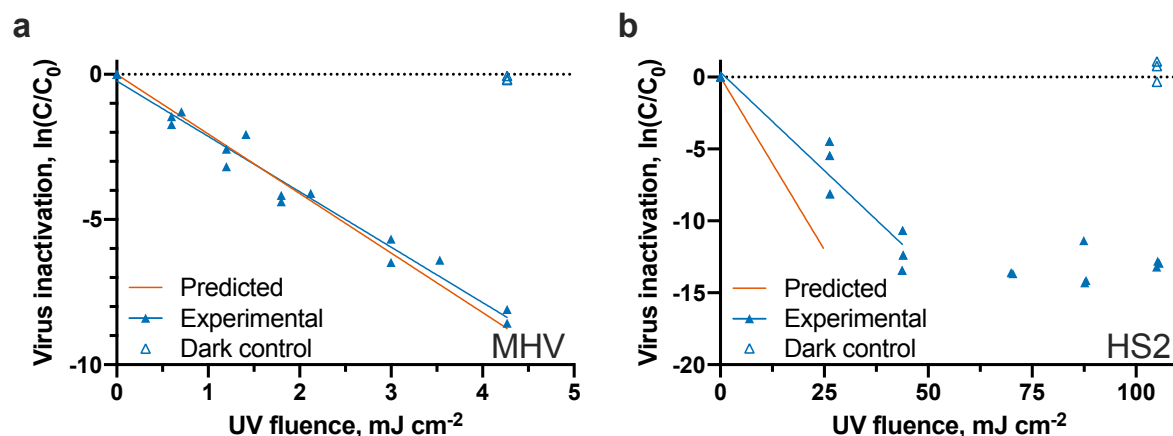 a
Virus inactivation, ln(C/C0)
0
-5
-10
Predicted
Experimental
Dark control
MHV
0 1 2 3 4 5
UV fluence, mJ cm-2
b
Virus inactivation, ln(C/C0)
0
-5
-10
-15
-20
Predicted
Experimental
Dark control
HS2
0 25 50 75 100
UV fluence, mJ cm-2